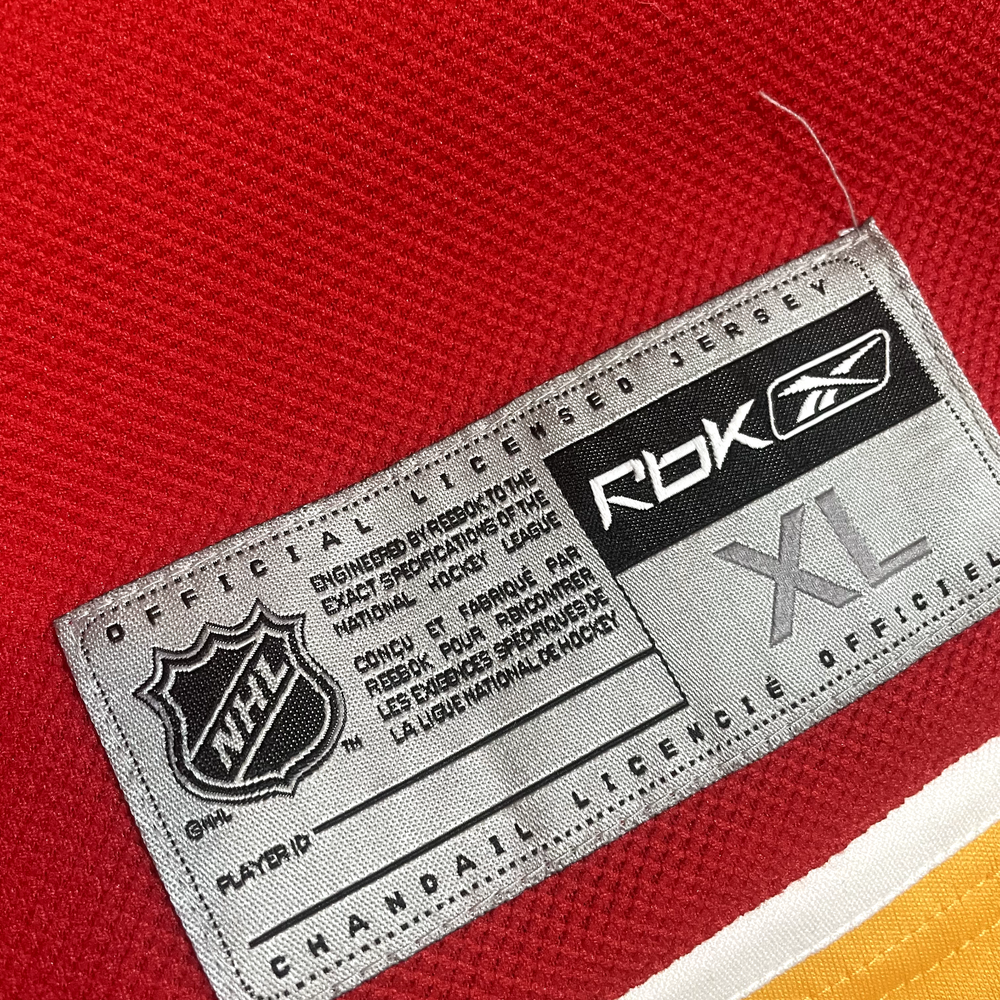 OFFICIAL LICENSED JERSEY
rbk
XL
ENGINEERED BY REEBOK TO THE
EXACT SPECIFICATIONS OF THE
NATIONAL HOCKEY LEAGUE
CONÇU ET FABRIQUÉ PAR
REEBOK POUR RENCONTRER
LES EXIGENCES SPÉCIFIQUES DE
LA LIGUE NATIONAL DE HOCKEY
NHL
TM
©NHL
PLAYER ID
CHANDAIL LICENCIÉ OFFICIEL